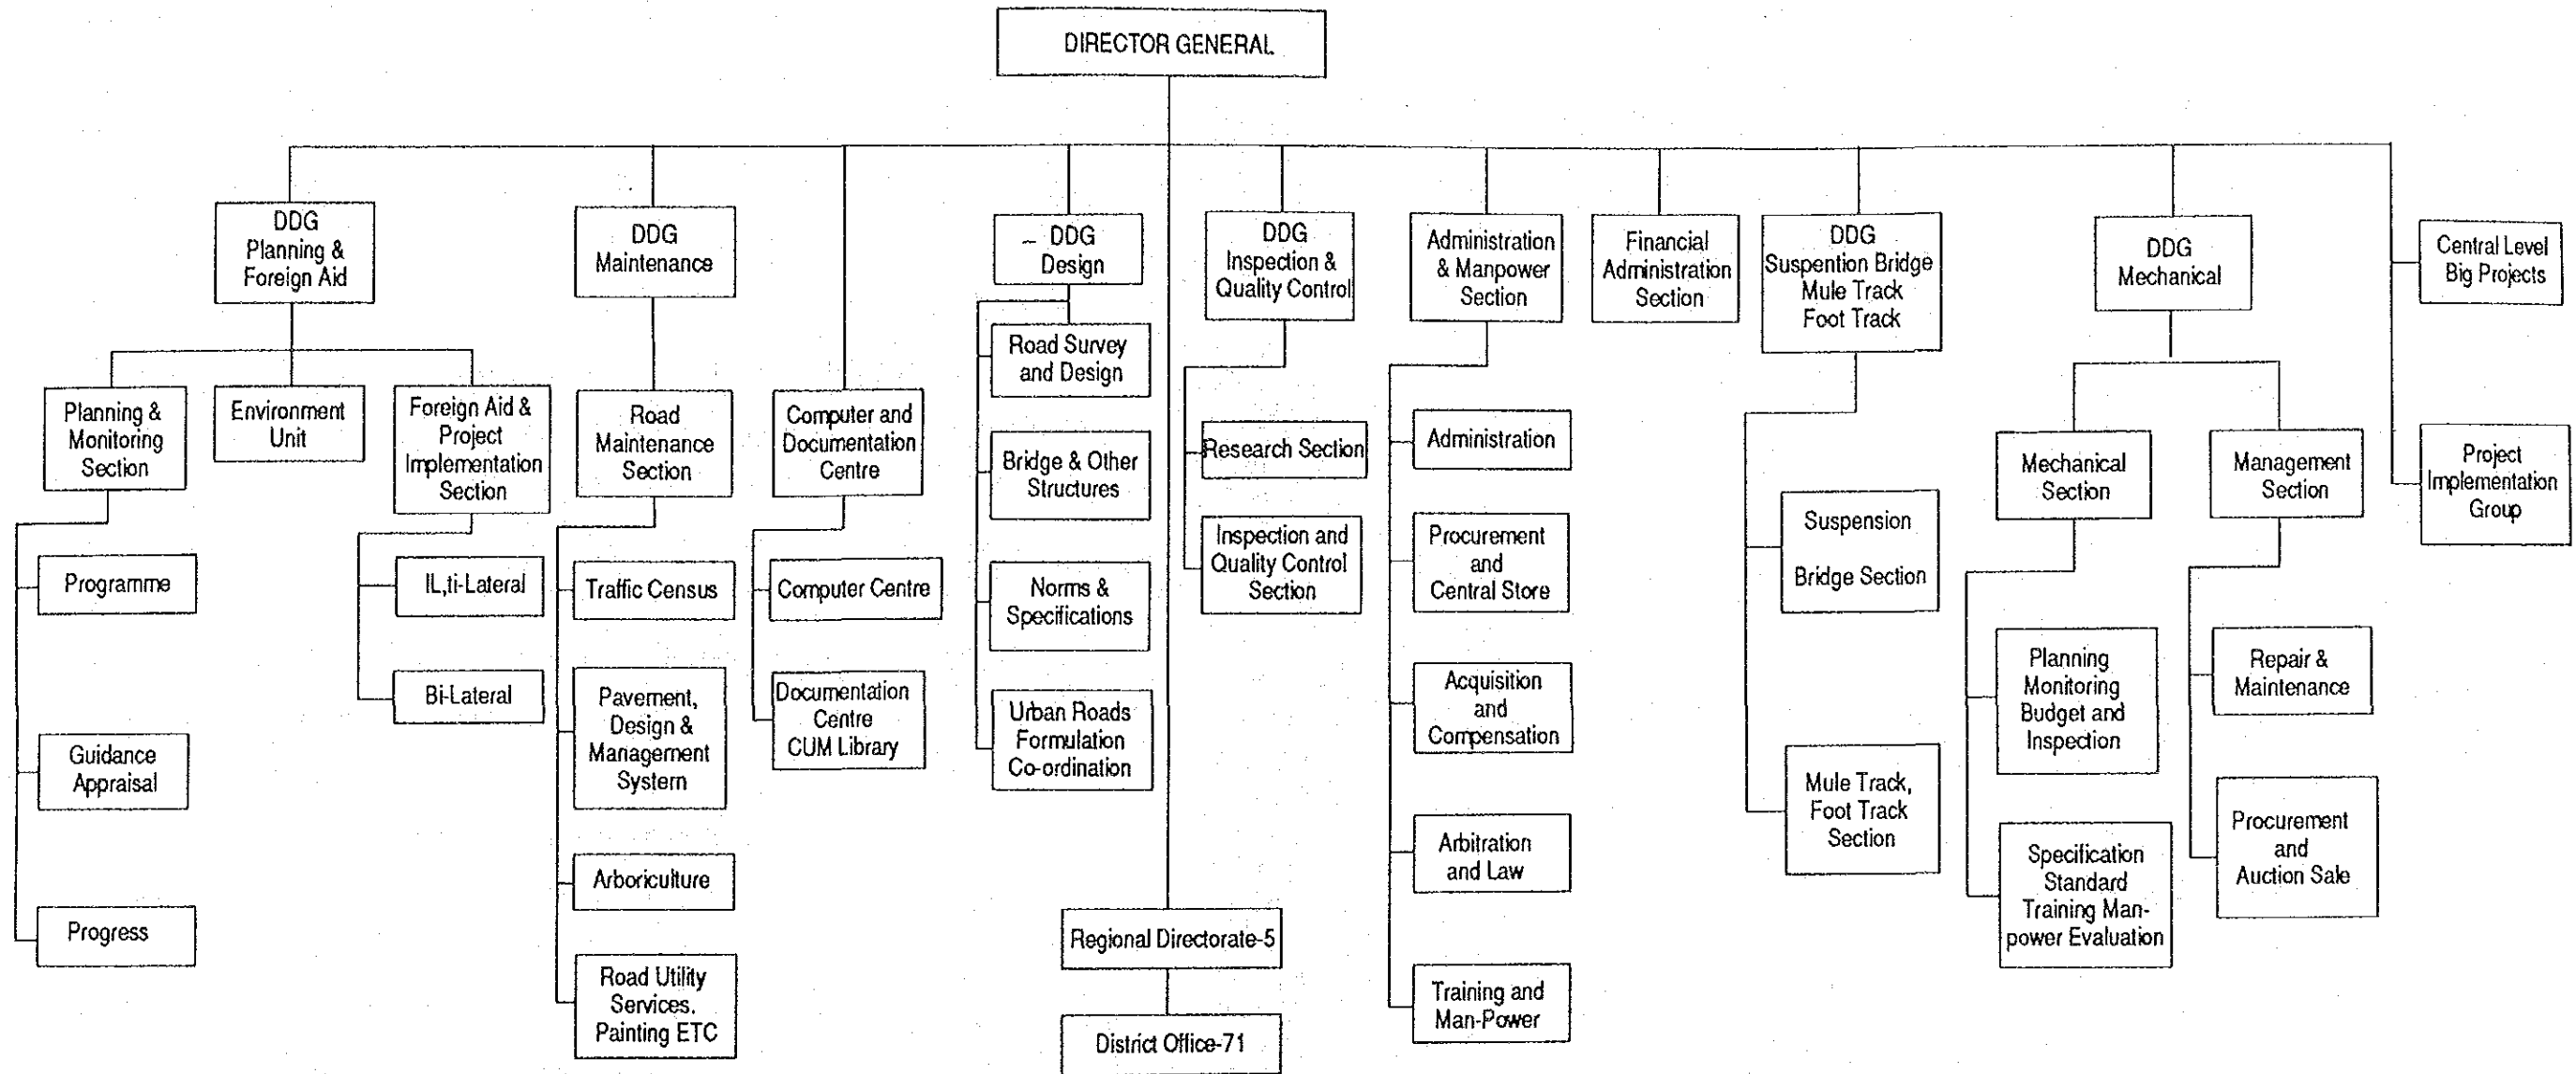 DIRECTOR GENERAL
DDG
Planning &
Foreign Aid
DDG
Maintenance
DDG
Design
DDG
Inspection &
Quality Control
Administration
& Manpower
Section
Financial
Administration
Section
DDG
Suspention Bridge
Mule Track
Foot Track
DDG
Mechanical
Central Level
Big Projects
Planning &
Monitoring
Section
Environment
Unit
Foreign Aid &
Project
Implementation
Section
Road
Maintenance
Section
Computer and
Documentation
Centre
Road Survey
and Design
Bridge & Other
Structures
Norms &
Specifications
Urban Roads
Formulation
Co-ordination
Research Section
Inspection and
Quality Control
Section
Administration
Procurement
and
Central Store
Acquisition
and
Compensation
Arbitration
and Law
Training and
Man-Power
Suspension
Bridge Section
Mule Track,
Foot Track
Section
Mechanical
Section
Management
Section
Project
Implementation
Group
Programme
Guidance
Appraisal
Progress
IL,ti-Lateral
Bi-Lateral
Traffic Census
Pavement,
Design &
Management
System
Arboriculture
Road Utility
Services.
Painting ETC
Computer Centre
Documentation
Centre
CUM Library
Planning
Monitoring
Budget and
Inspection
Specification
Standard
Training Man-
power Evaluation
Repair &
Maintenance
Procurement
and
Auction Sale
Regional Directorate-5
District Office-71